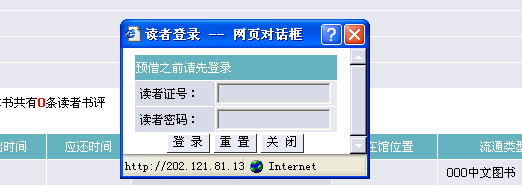 读者登录 -- 网页对话框
预借之前请先登录
读者证号：
读者密码：
登 录 重 置 关 闭
http://202.121.81.13 Internet
书共有0条读者书评
时间 应还时间 在馆位置 流通类型
000中文图书